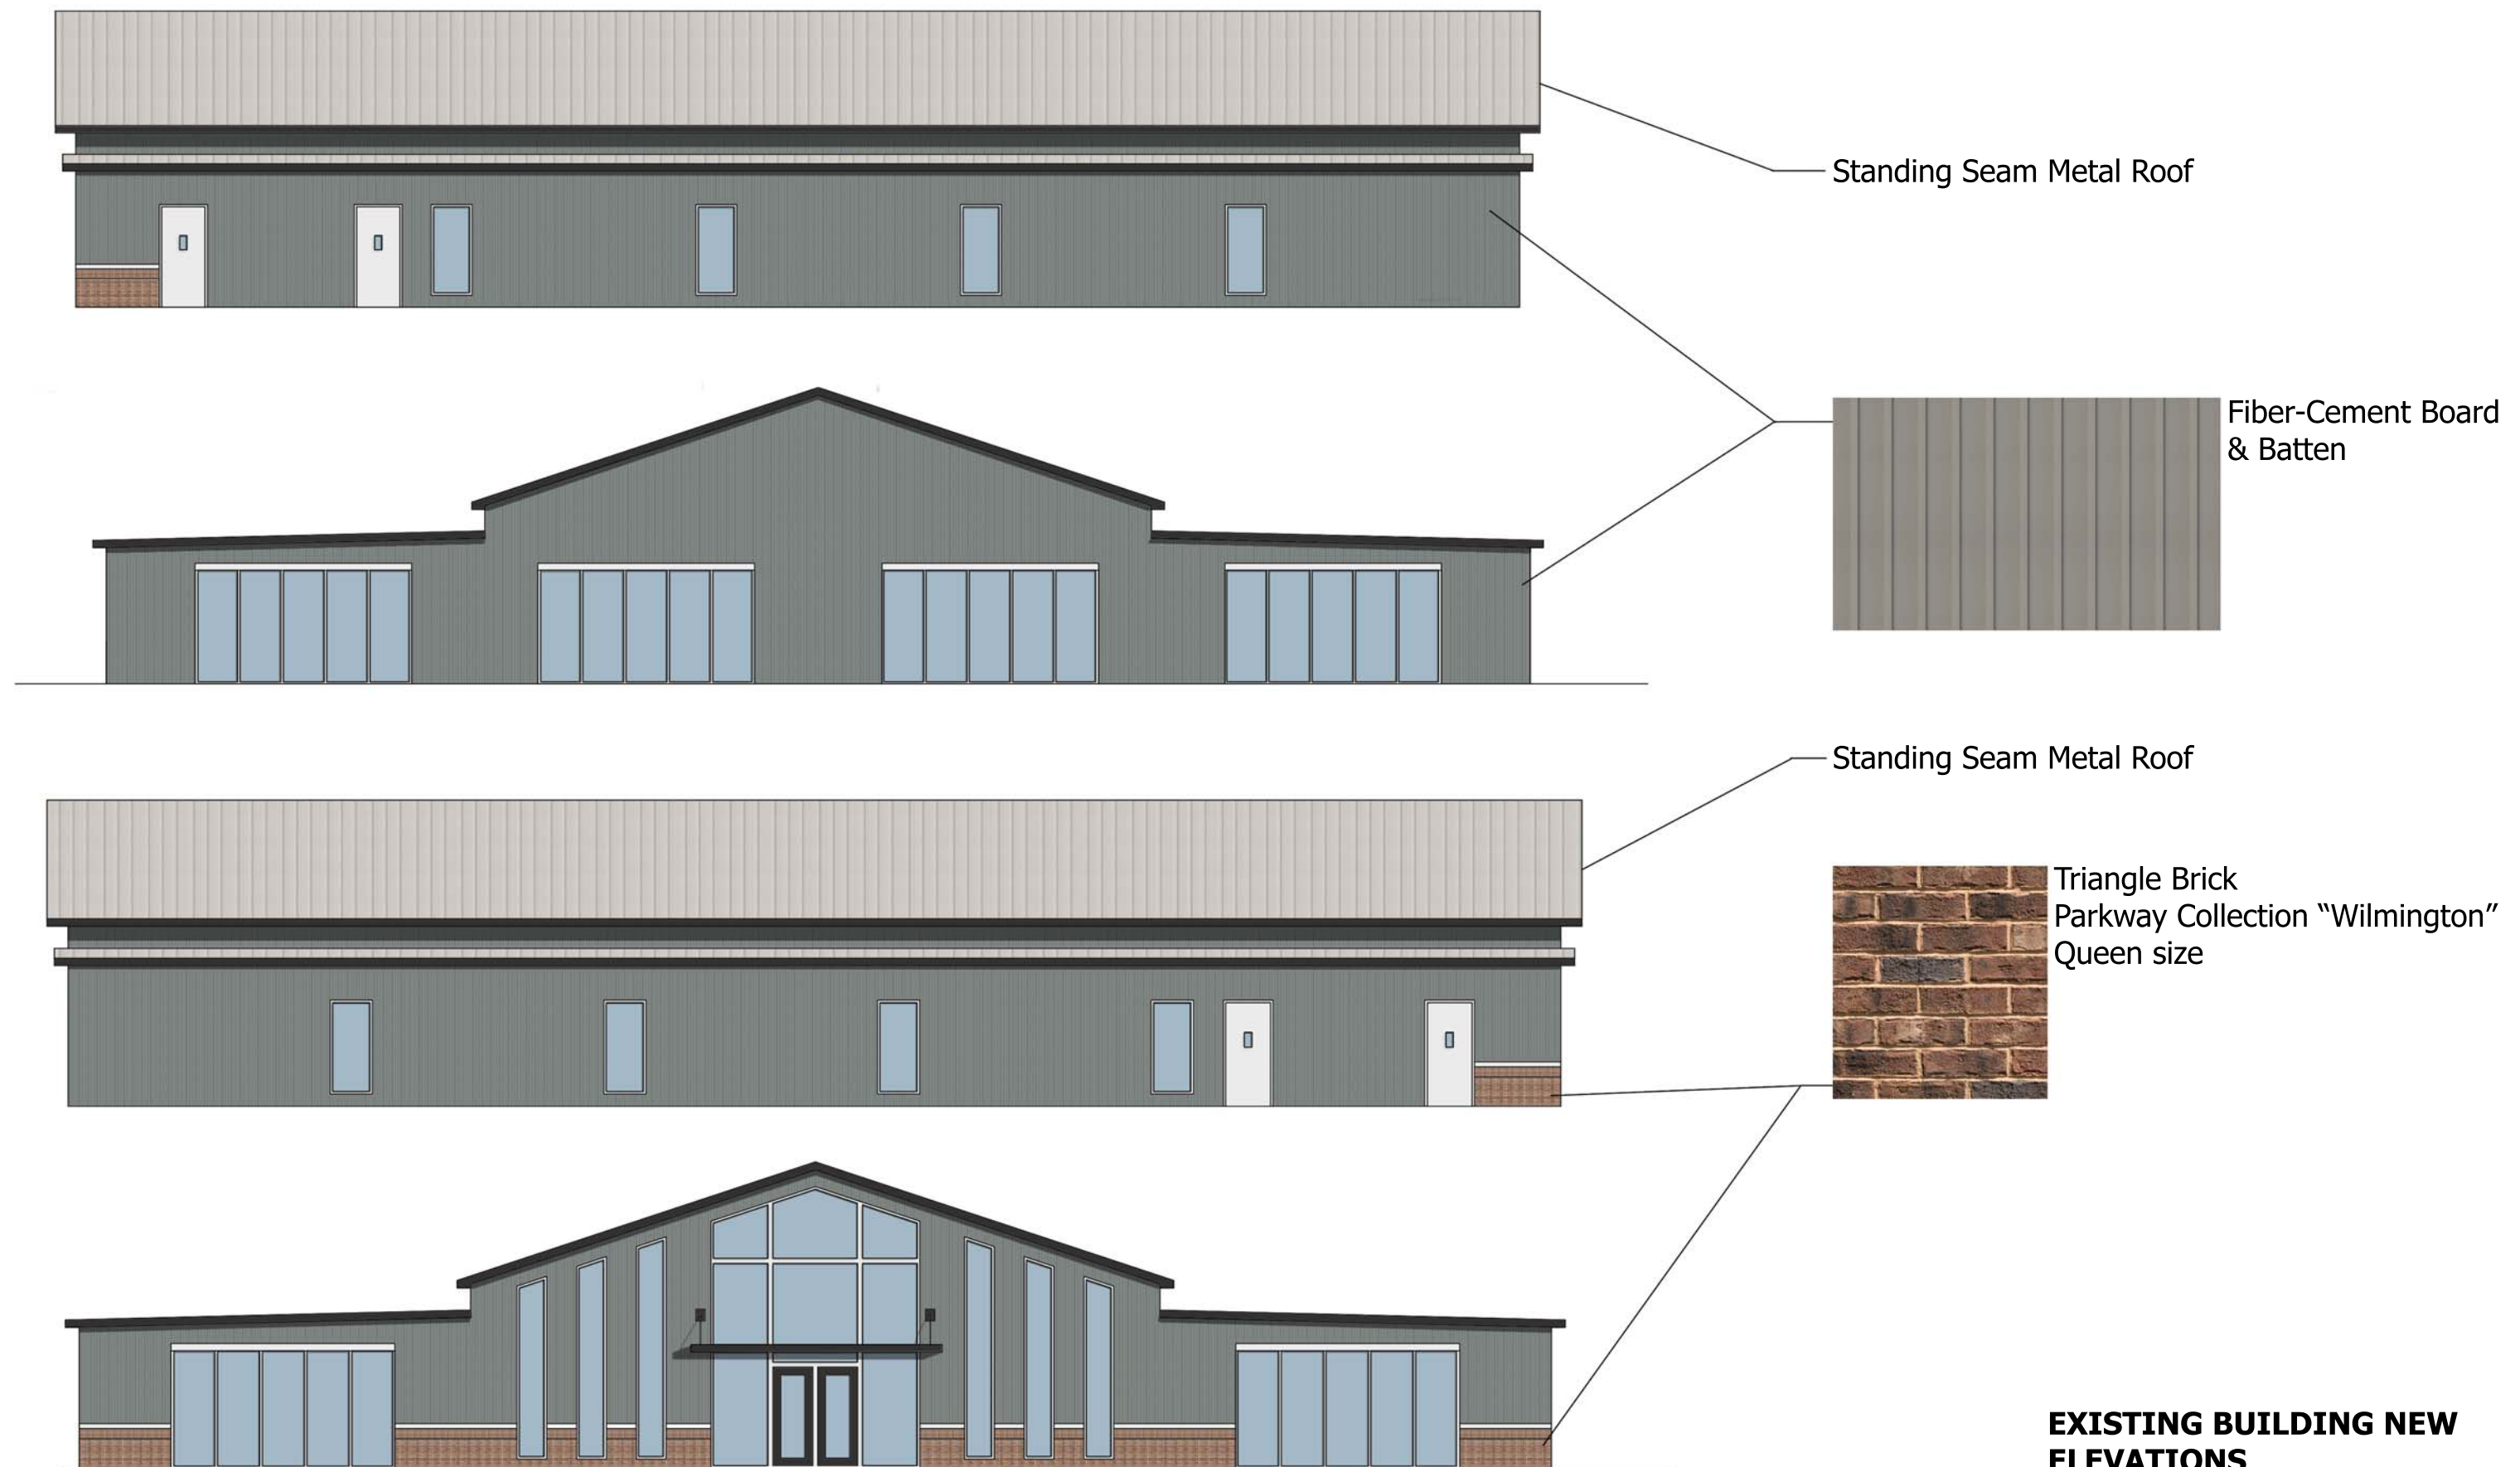 Standing Seam Metal Roof
Fiber-Cement Board
& Batten
Standing Seam Metal Roof
Triangle Brick
Parkway Collection “Wilmington”
Queen size
EXISTING BUILDING NEW
ELEVATIONS